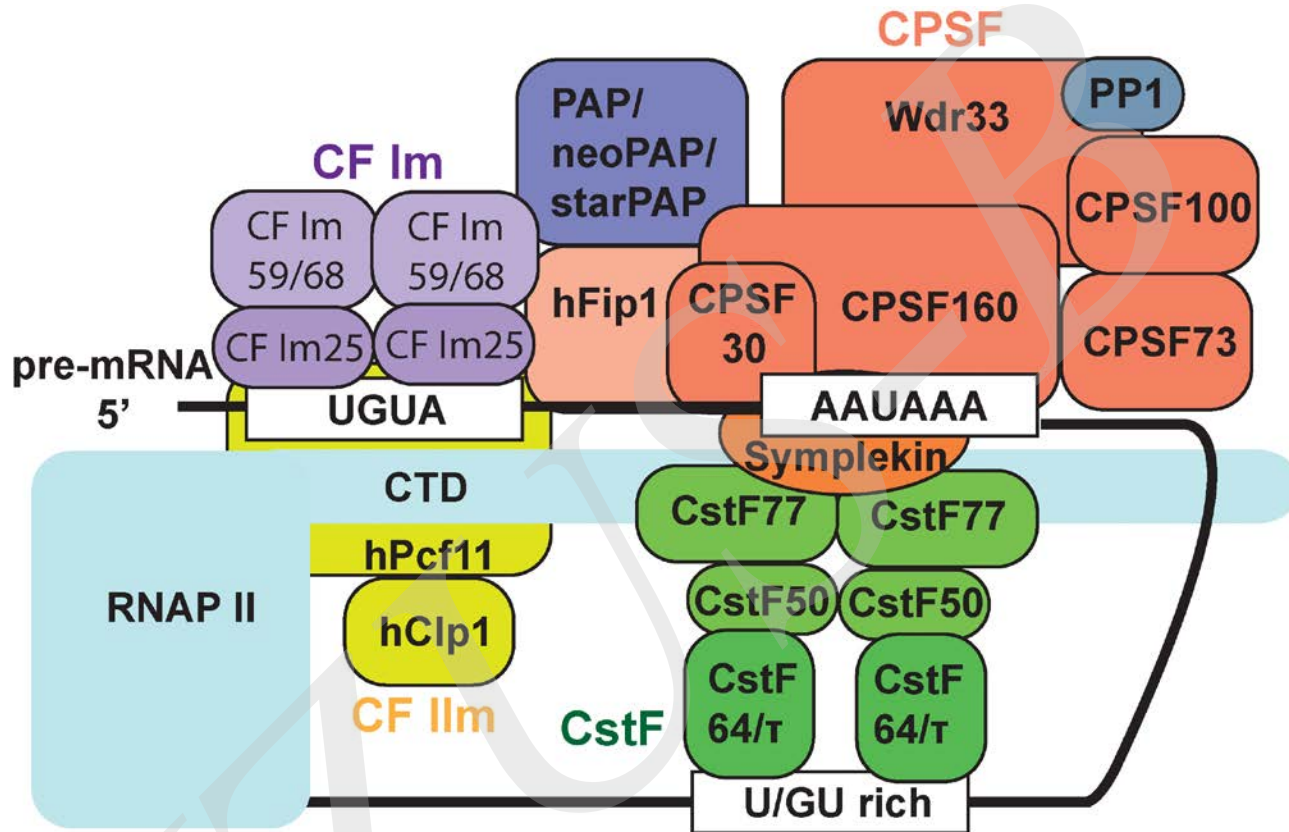 CPSF
PAP/
neoPAP/
starPAP
Wdr33
PP1
CF Im
CF Im
59/68
CF Im
59/68
CPSF100
hFip1
CPSF
30
CPSF160
CPSF73
CF Im25
CF Im25
pre-mRNA
5’
UGUA
AAUAAA
Symplekin
CTD
CstF77
CstF77
hPcf11
RNAP II
CstF50
CstF50
hClp1
CF IIm
CstF
CstF
64/τ
CstF
64/τ
U/GU rich